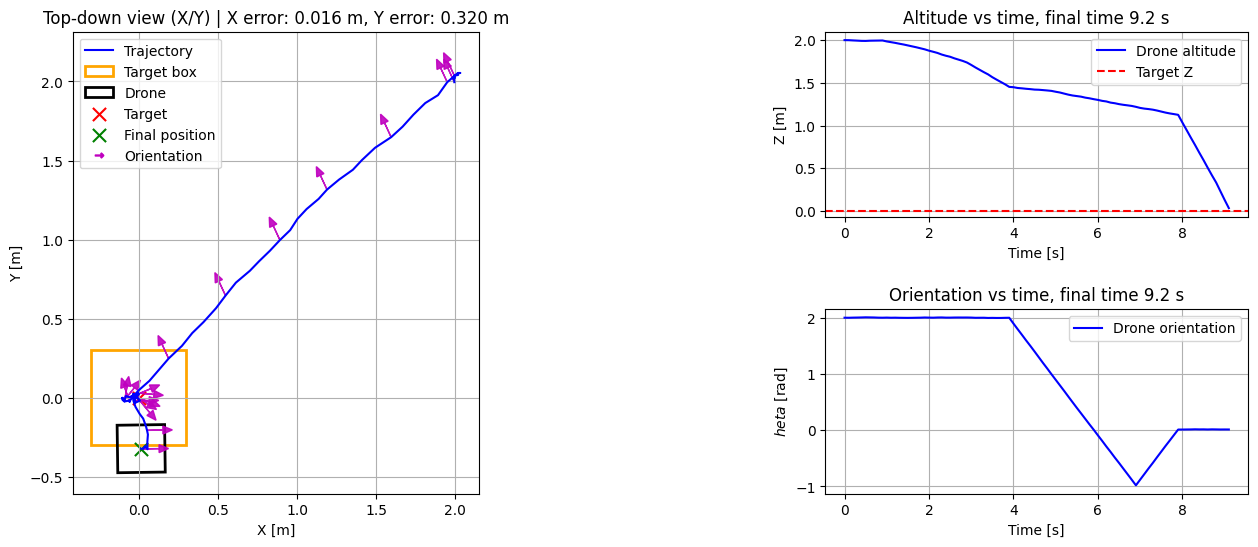 Top-down view (X/Y) | X error: 0.016 m, Y error: 0.320 m
Trajectory
Target box
Drone
Target
Final position
Orientation
Y [m]
2.0
1.5
1.0
0.5
0.0
−0.5
0.0
0.5
1.0
1.5
2.0
X [m]
Altitude vs time, final time 9.2 s
Drone altitude
Target Z
Z [m]
2.0
1.5
1.0
0.5
0.0
0
2
4
6
8
Time [s]
Orientation vs time, final time 9.2 s
Drone orientation
heta [rad]
2
1
0
−1
0
2
4
6
8
Time [s]